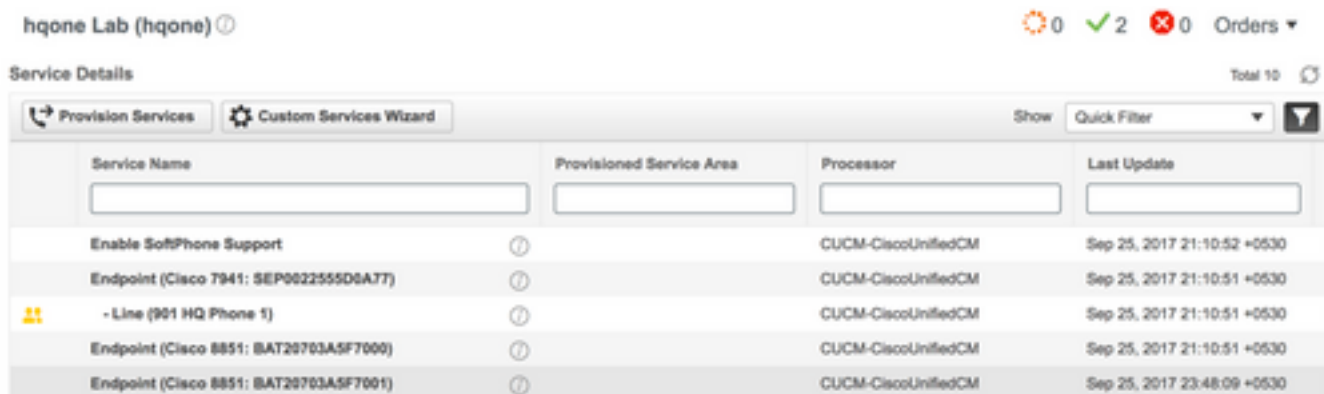 hqone Lab (hqone)
0 2 0 Orders
Service Details
Total 10
Provision Services Custom Services Wizard Show Quick Filter
Service Name Provisioned Service Area Processor Last Update
Enable SoftPhone Support CUCM-CiscoUnifiedCM Sep 25, 2017 21:10:52 +0530
Endpoint (Cisco 7941: SEP0022555D0A77) CUCM-CiscoUnifiedCM Sep 25, 2017 21:10:51 +0530
- Line (901 HQ Phone 1) CUCM-CiscoUnifiedCM Sep 25, 2017 21:10:51 +0530
Endpoint (Cisco 8851: BAT20703A5F7000) CUCM-CiscoUnifiedCM Sep 25, 2017 21:10:51 +0530
Endpoint (Cisco 8851: BAT20703A5F7001) CUCM-CiscoUnifiedCM Sep 25, 2017 23:48:09 +0530